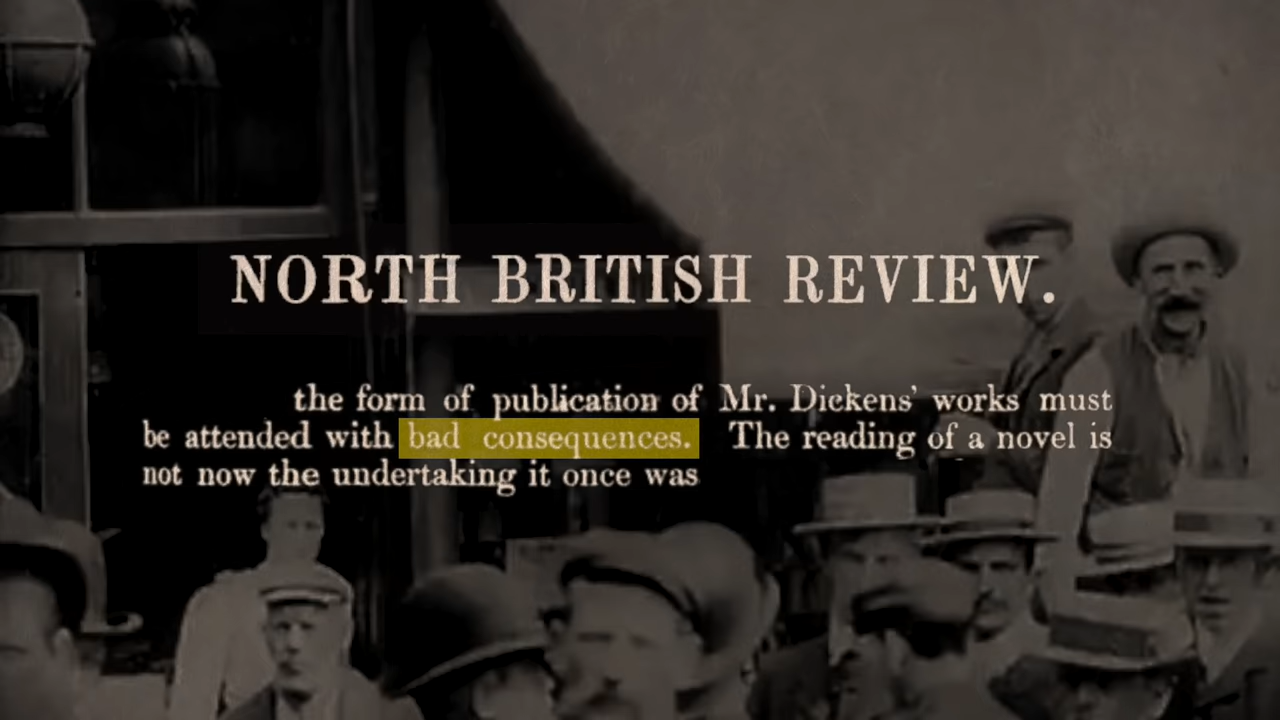 NORTH BRITISH REVIEW.
the form of publication of Mr. Dickens' works must
be attended with bad consequences. The reading of a novel is
not now the undertaking it once was